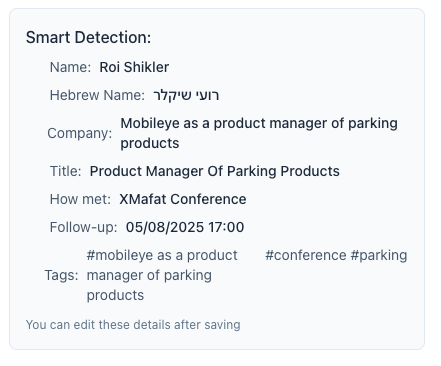 Smart Detection:
Name: Roi Shikler
Hebrew Name: רועי שיקלר
Company: Mobileye as a product manager of parking
products
Title: Product Manager Of Parking Products
How met: XMafat Conference
Follow-up: 05/08/2025 17:00
Tags: #mobileye as a product
manager of parking
products
#conference #parking
You can edit these details after saving